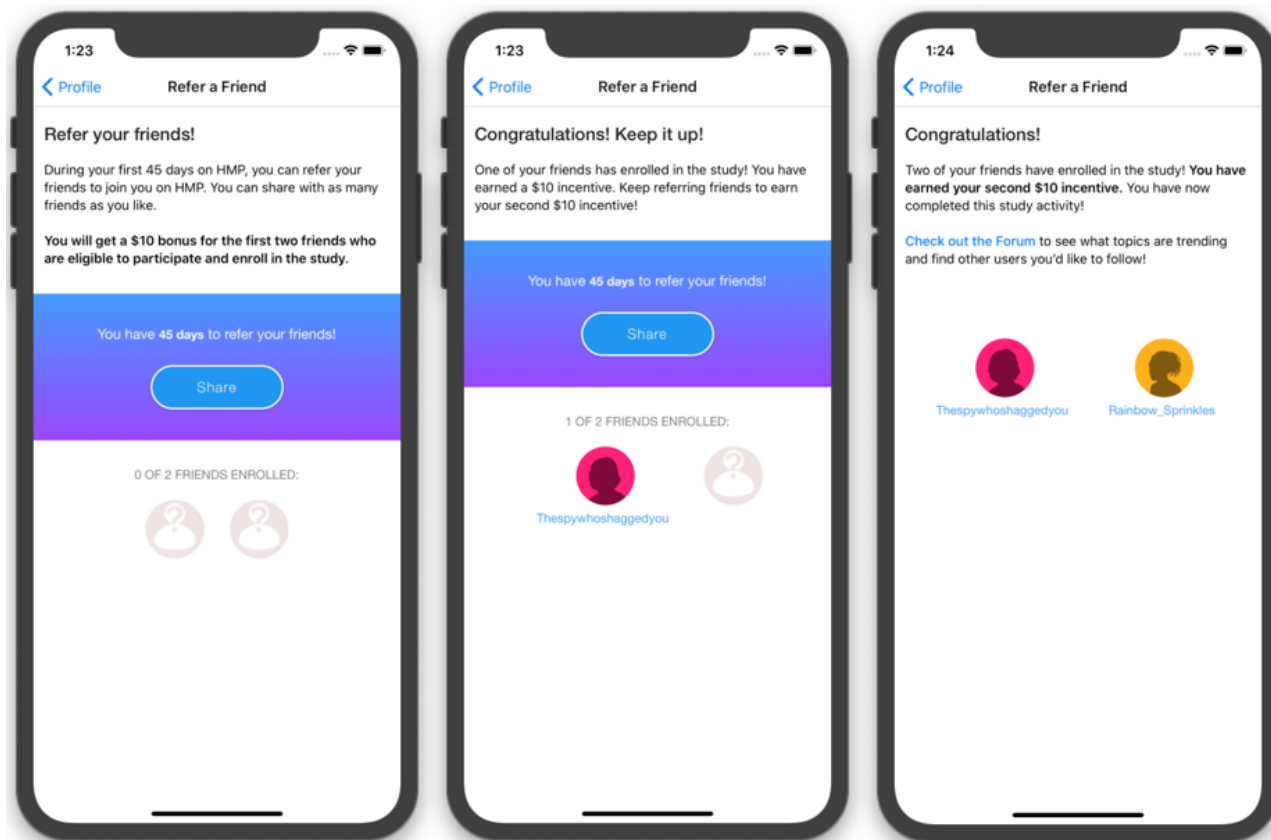 1:23
Profile
Refer a Friend
Refer your friends!
During your first 45 days on HMP, you can refer your
friends to join you on HMP. You can share with as many
friends as you like.
You will get a $10 bonus for the first two friends who
are eligible to participate and enroll in the study.
You have 45 days to refer your friends!
Share
0 OF 2 FRIENDS ENROLLED:
?
?
1:23
Profile
Refer a Friend
Congratulations! Keep it up!
One of your friends has enrolled in the study! You have
earned a $10 incentive. Keep referring friends to earn
your second $10 incentive!
You have 45 days to refer your friends!
Share
1 OF 2 FRIENDS ENROLLED:
?
Thespywhoshaggedyou
1:24
Profile
Refer a Friend
Congratulations!
Two of your friends have enrolled in the study! You have
earned your second $10 incentive. You have now
completed this study activity!
Check out the Forum to see what topics are trending
and find other users you’d like to follow!
Thespywhoshaggedyou
Rainbow_Sprinkles